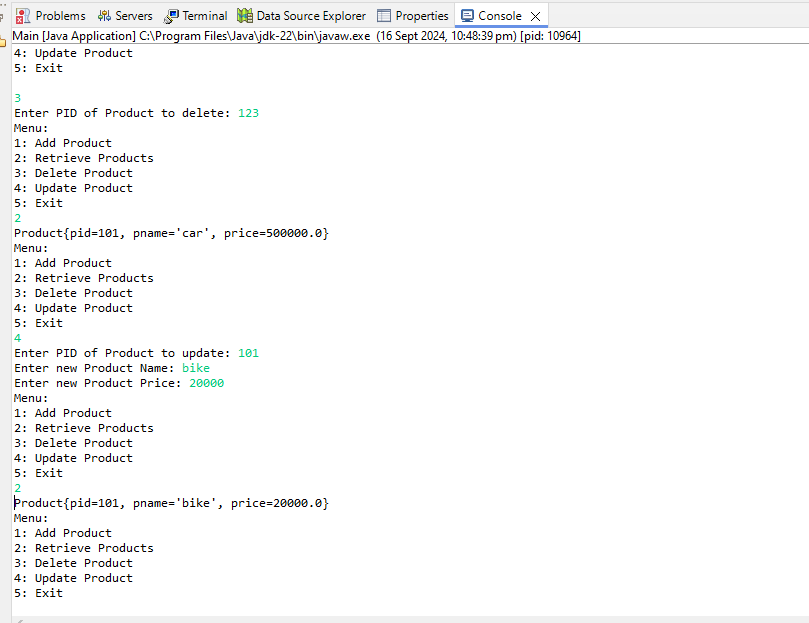 Problems Servers Terminal Data Source Explorer Properties Console
Main [Java Application] C:\Program Files\Java\jdk-22\bin\javaw.exe (16 Sept 2024, 10:48:39 pm) [pid: 10964]
4: Update Product
5: Exit
3
Enter PID of Product to delete: 123
Menu:
1: Add Product
2: Retrieve Products
3: Delete Product
4: Update Product
5: Exit
2
Product{pid=101, pname='car', price=500000.0}
Menu:
1: Add Product
2: Retrieve Products
3: Delete Product
4: Update Product
5: Exit
4
Enter PID of Product to update: 101
Enter new Product Name: bike
Enter new Product Price: 20000
Menu:
1: Add Product
2: Retrieve Products
3: Delete Product
4: Update Product
5: Exit
2
Product{pid=101, pname='bike', price=20000.0}
Menu:
1: Add Product
2: Retrieve Products
3: Delete Product
4: Update Product
5: Exit